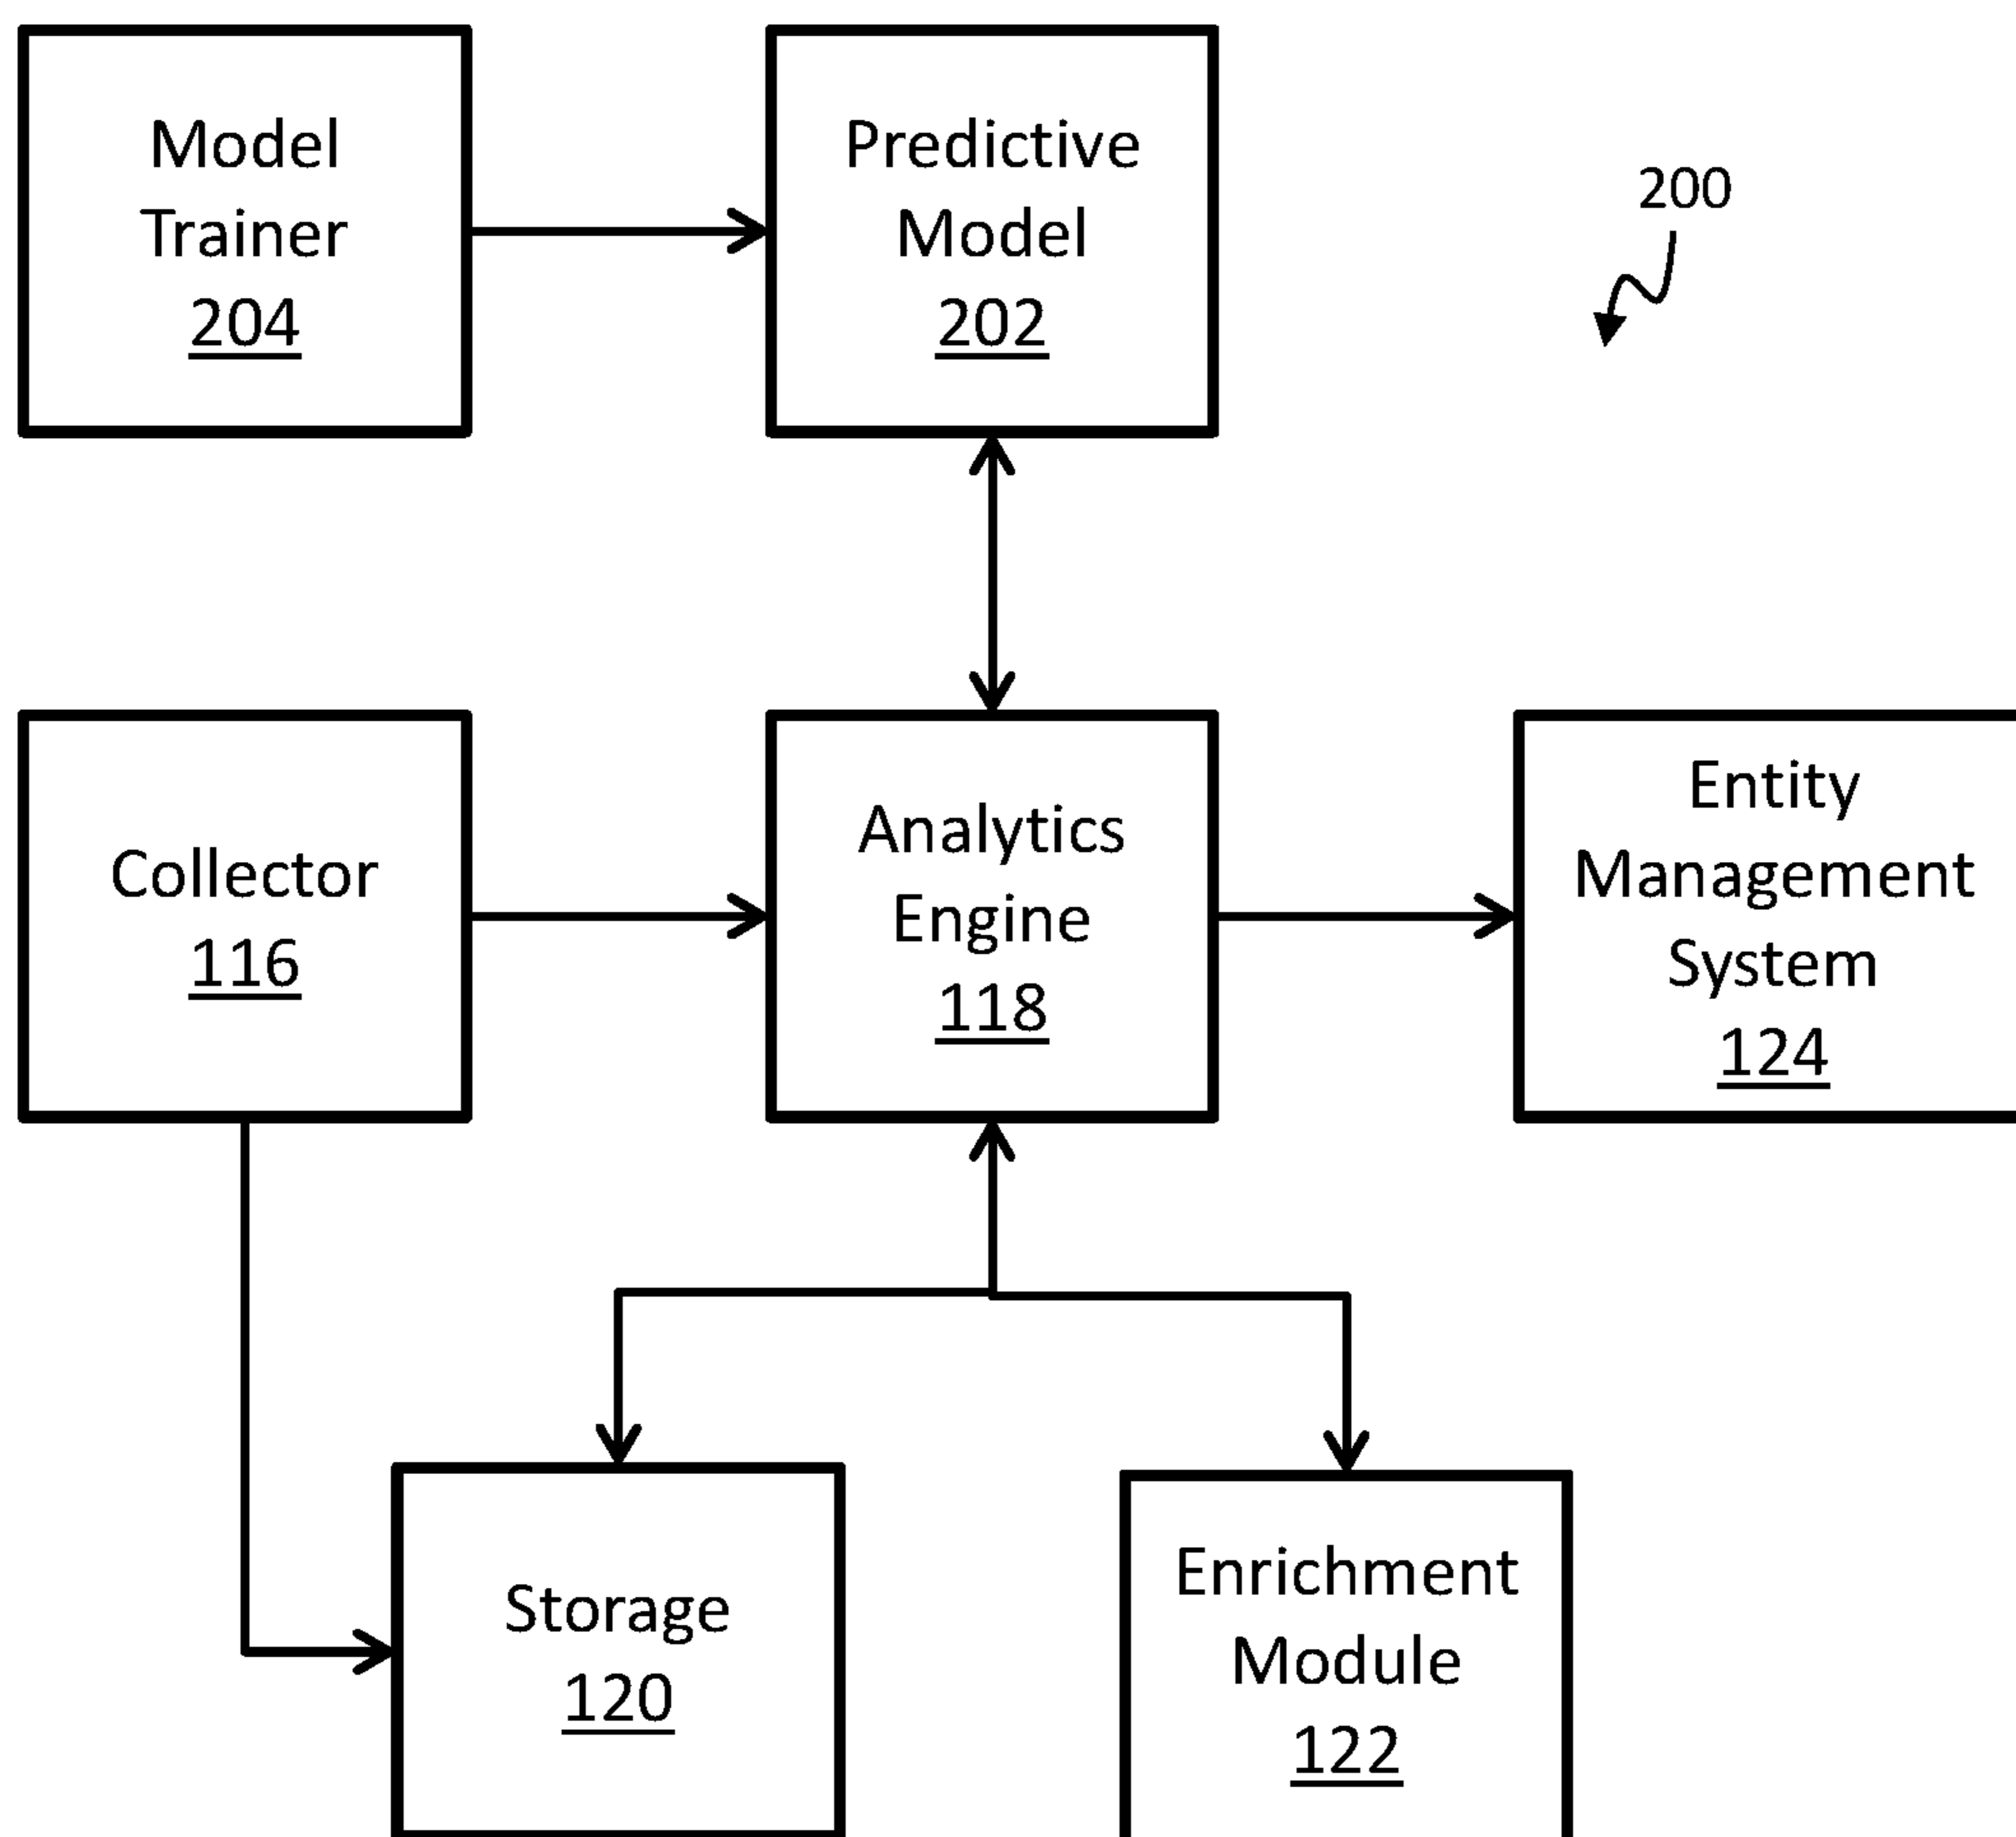 Model
Trainer
204
Predictive
Model
202
200
Collector
116
Analytics
Engine
118
Entity
Management
System
124
Storage
120
Enrichment
Module
122